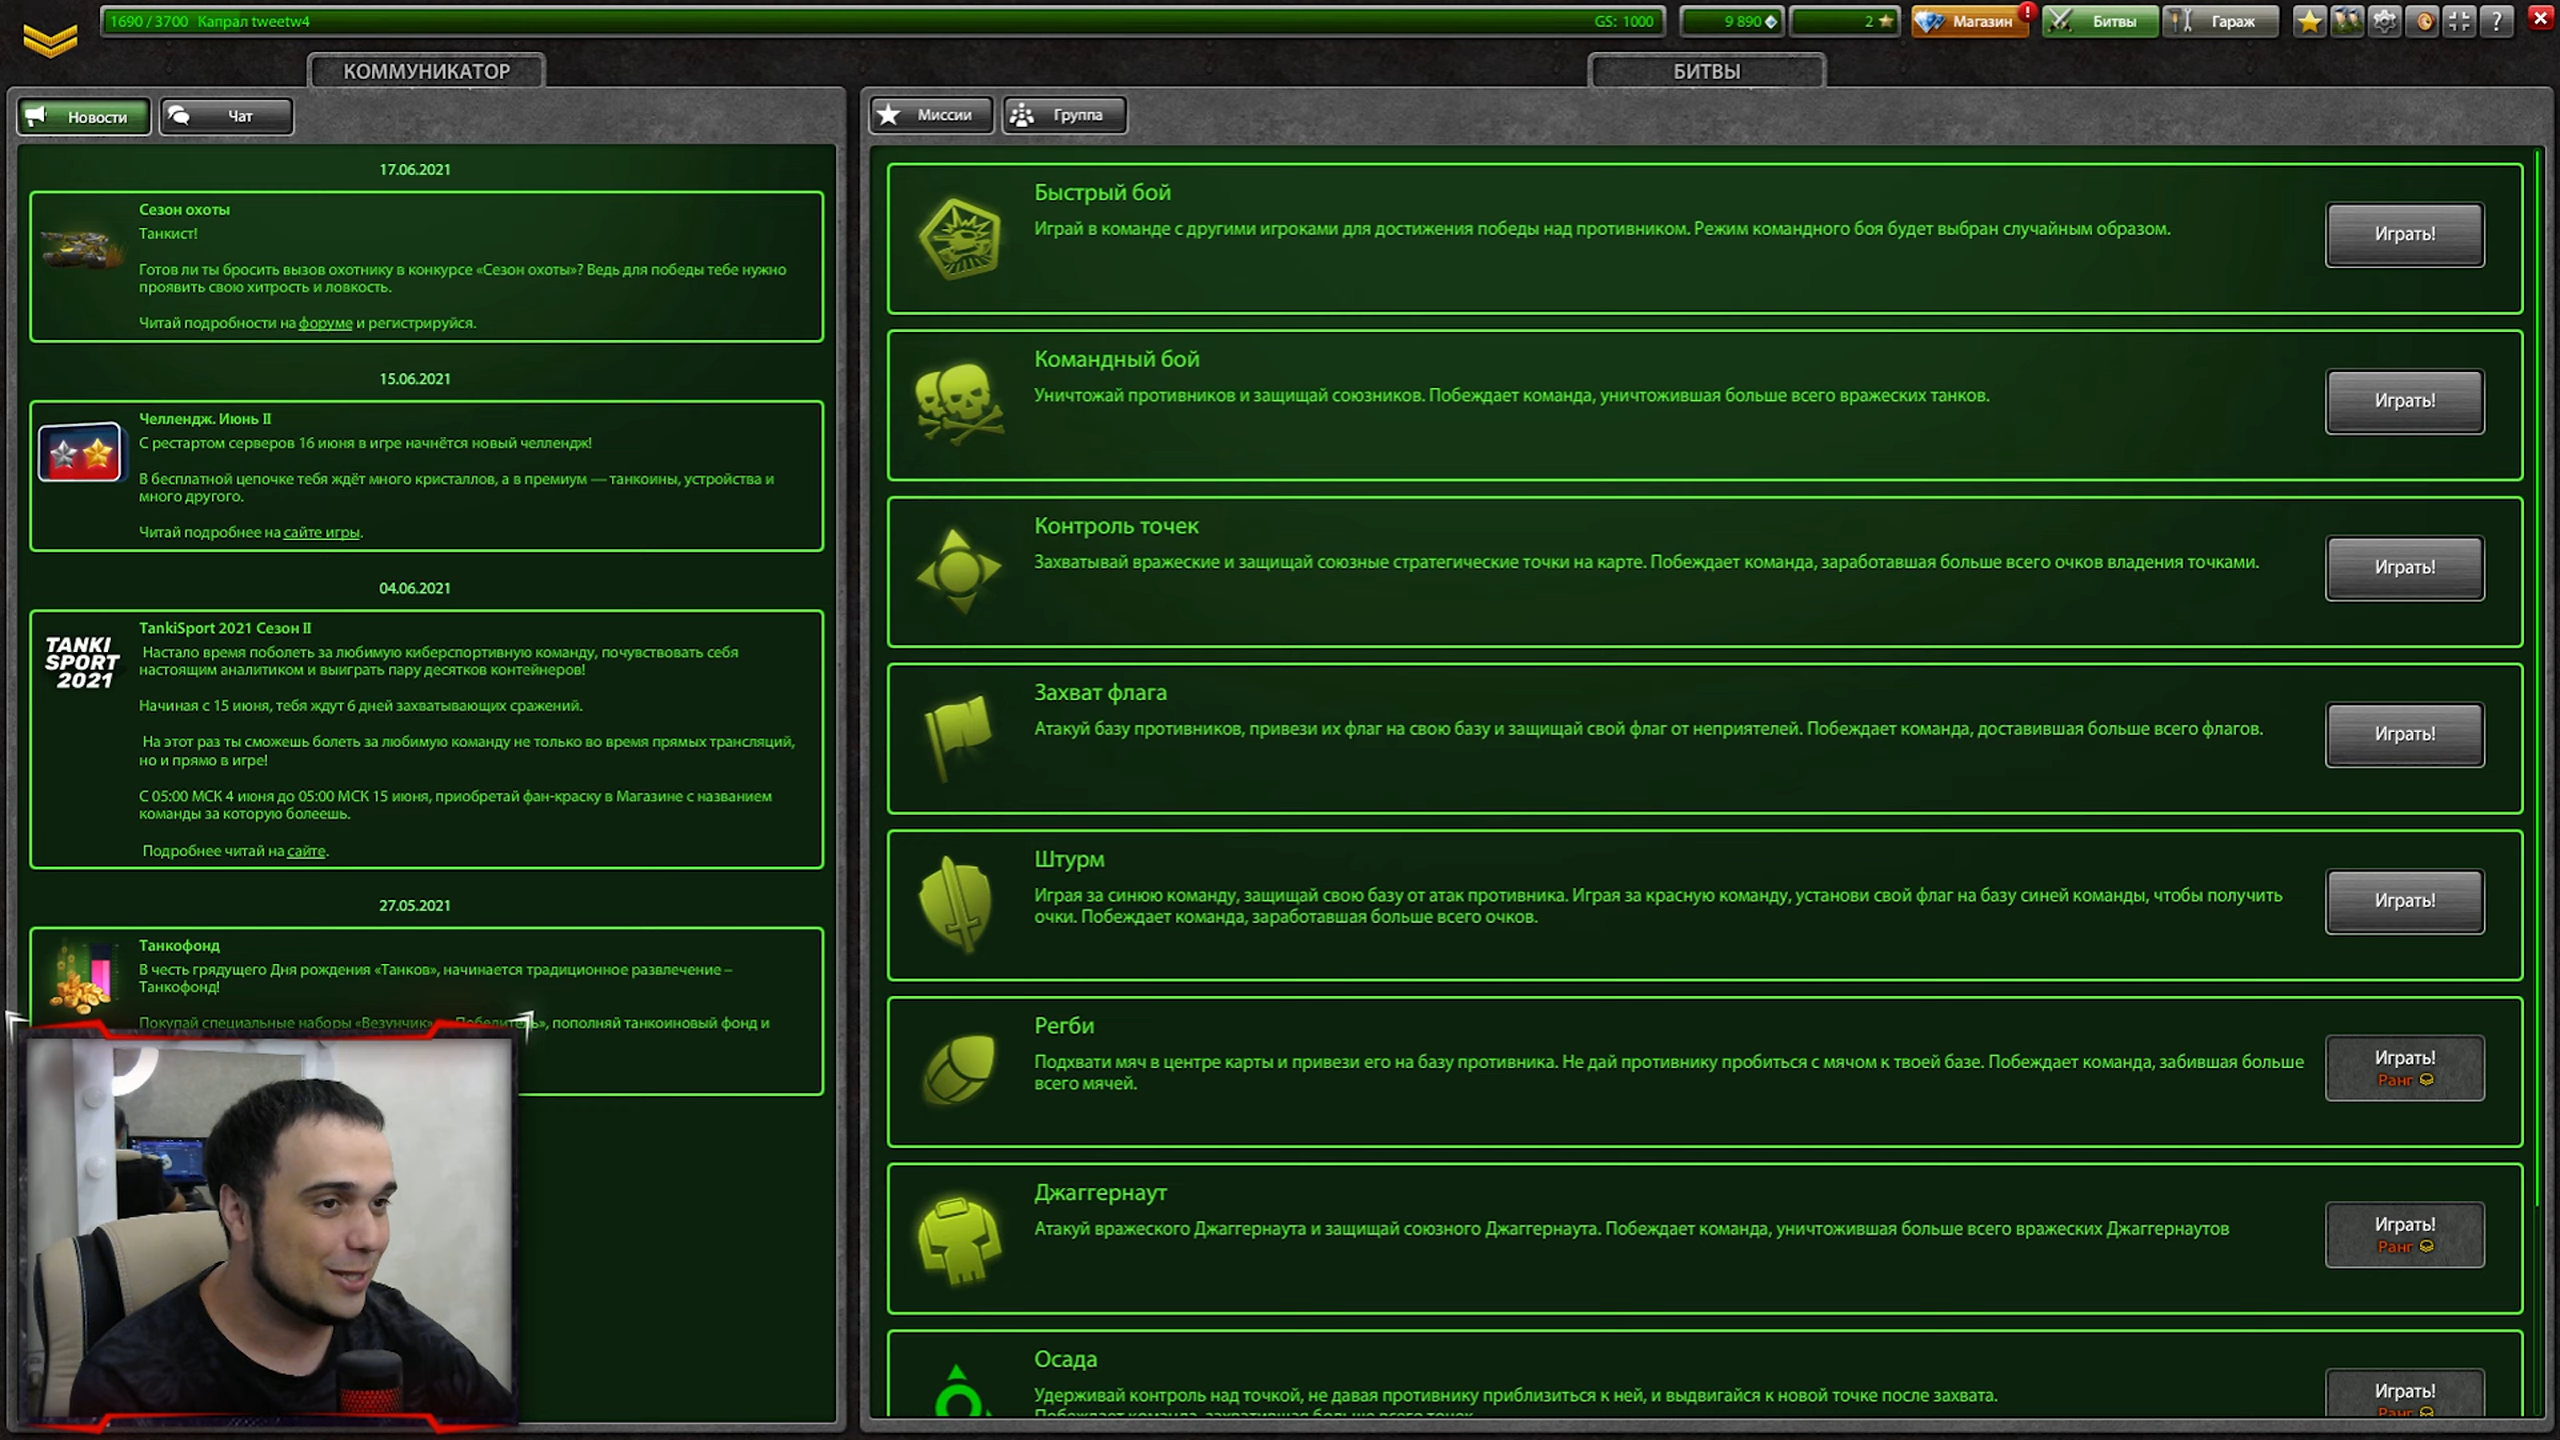 1690 / 3700 Капрал tweetw4
GS: 1000
9 890
2
Магазин
Битвы
Гараж
КОММУНИКАТОР
БИТВЫ
Новости
Чат
Миссии
Группа
17.06.2021
Сезон охоты
Танкист!
Готов ли ты бросить вызов охотнику в конкурсе «Сезон охоты»? Ведь для победы тебе нужно
проявить свою хитрость и ловкость.
Читай подробности на форуме и регистрируйся.
15.06.2021
Челлендж. Июнь II
С рестартом серверов 16 июня в игре начнётся новый челлендж!
В бесплатной цепочке тебя ждёт много кристаллов, а в премиум — танкоины, устройства и
много другого.
Читай подробнее на сайте игры.
04.06.2021
TANKI
SPORT
2021
TankiSport 2021 Сезон II
Настало время поболеть за любимую киберспортивную команду, почувствовать себя
настоящим аналитиком и выиграть пару десятков контейнеров!
Начиная с 15 июня, тебя ждут 6 дней захватывающих сражений.
На этот раз ты сможешь болеть за любимую команду не только во время прямых трансляций,
но и прямо в игре!
С 05:00 МСК 4 июня до 05:00 МСК 15 июня, приобретай фан-краску в Магазине с названием
команды за которую болеешь.
Подробнее читай на сайте.
27.05.2021
Танкофонд
В честь грядущего Дня рождения «Танков», начинается традиционное развлечение –
Танкофонд!
Покупай специальные наборы «Везунчик» «Победитель», пополняй танкоиновый фонд и
Быстрый бой
Играй в команде с другими игроками для достижения победы над противником. Режим командного боя будет выбран случайным образом.
Играть!
Командный бой
Уничтожай противников и защищай союзников. Побеждает команда, уничтожившая больше всего вражеских танков.
Играть!
Контроль точек
Захватывай вражеские и защищай союзные стратегические точки на карте. Побеждает команда, заработавшая больше всего очков владения точками.
Играть!
Захват флага
Атакуй базу противников, привези их флаг на свою базу и защищай свой флаг от неприятелей. Побеждает команда, доставившая больше всего флагов.
Играть!
Штурм
Играя за синюю команду, защищай свою базу от атак противника. Играя за красную команду, установи свой флаг на базу синей команды, чтобы получить
очки. Побеждает команда, заработавшая больше всего очков.
Играть!
Регби
Подхвати мяч в центре карты и привези его на базу противника. Не дай противнику пробиться с мячом к твоей базе. Побеждает команда, забившая больше
всего мячей.
Играть!
Ранг
Джаггернаут
Атакуй вражеского Джаггернаута и защищай союзного Джаггернаута. Побеждает команда, уничтожившая больше всего вражеских Джаггернаутов
Играть!
Ранг
Осада
Удерживай контроль над точкой, не давая противнику приблизиться к ней, и выдвигайся к новой точке после захвата.
Побеждает команда, захватившая больше всего точек.
Играть!
Ранг